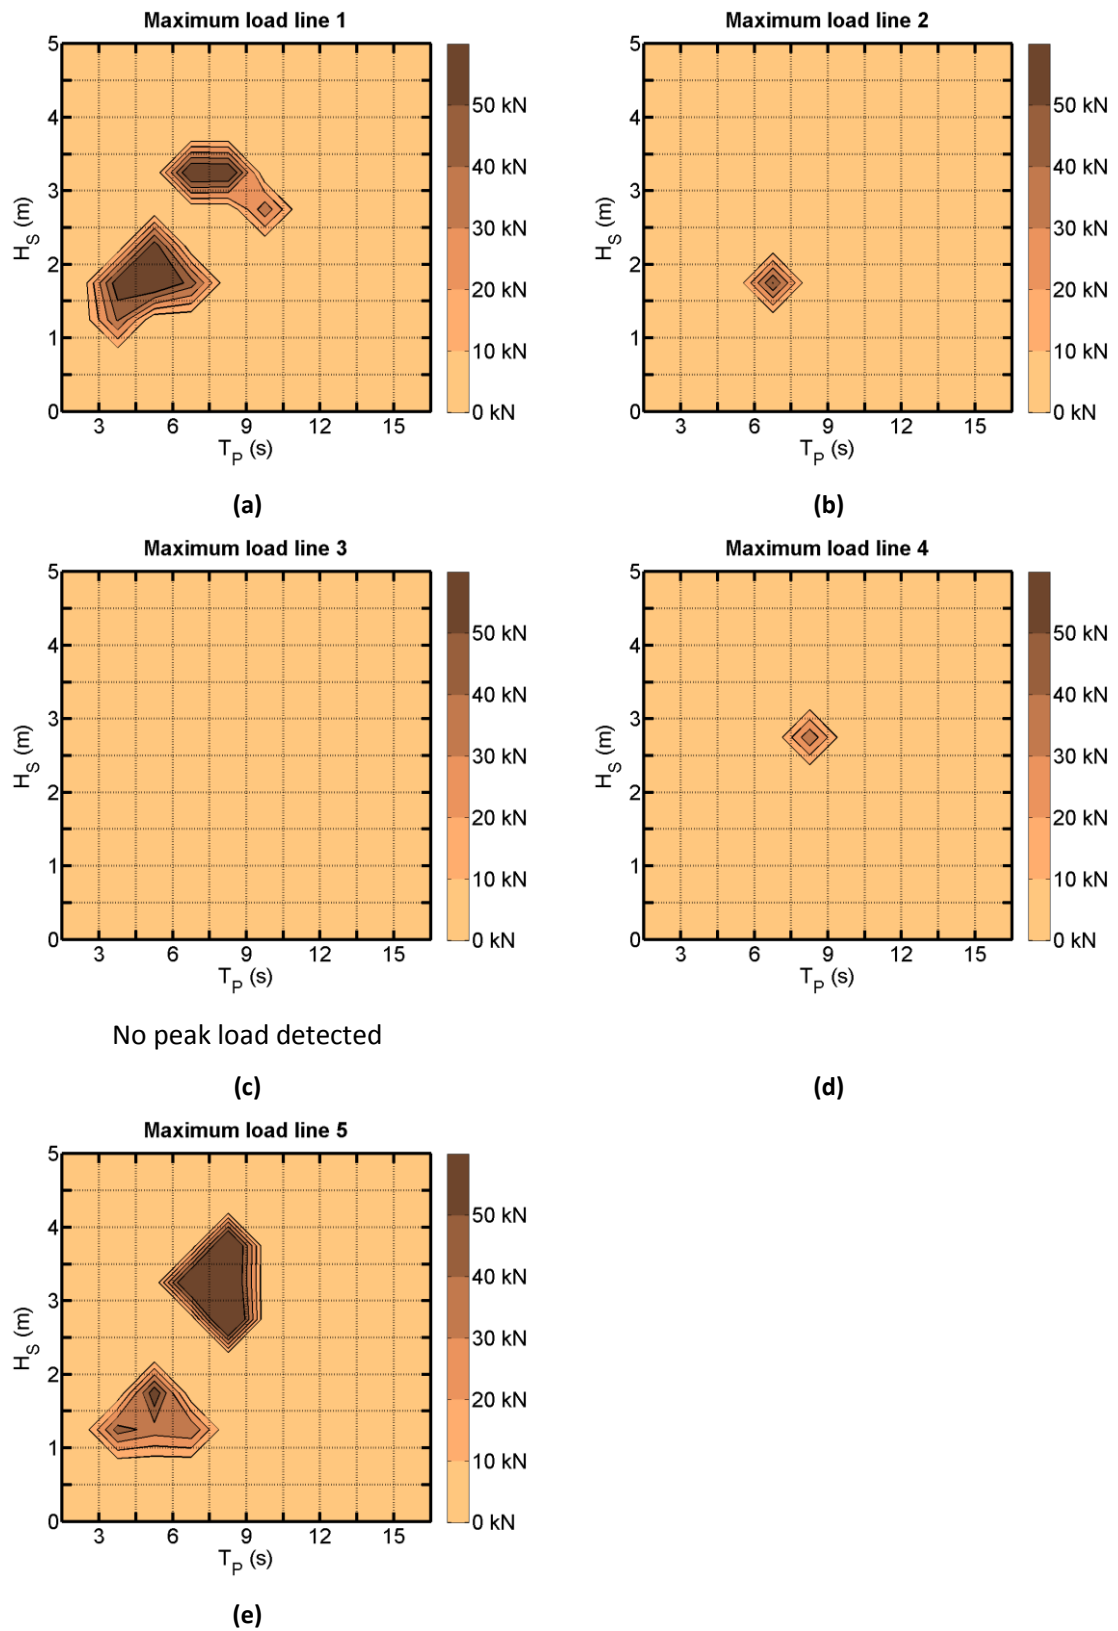 Maximum load line 1
5
4
3
2
1
0
3 6 9 12 15
H_S (m)
T_P (s)
50 kN
40 kN
30 kN
20 kN
10 kN
0 kN
(a)
Maximum load line 2
5
4
3
2
1
0
3 6 9 12 15
H_S (m)
T_P (s)
50 kN
40 kN
30 kN
20 kN
10 kN
0 kN
(b)
Maximum load line 3
5
4
3
2
1
0
3 6 9 12 15
H_S (m)
T_P (s)
50 kN
40 kN
30 kN
20 kN
10 kN
0 kN
No peak load detected
(c)
Maximum load line 4
5
4
3
2
1
0
3 6 9 12 15
H_S (m)
T_P (s)
50 kN
40 kN
30 kN
20 kN
10 kN
0 kN
(d)
Maximum load line 5
5
4
3
2
1
0
3 6 9 12 15
H_S (m)
T_P (s)
50 kN
40 kN
30 kN
20 kN
10 kN
0 kN
(e)